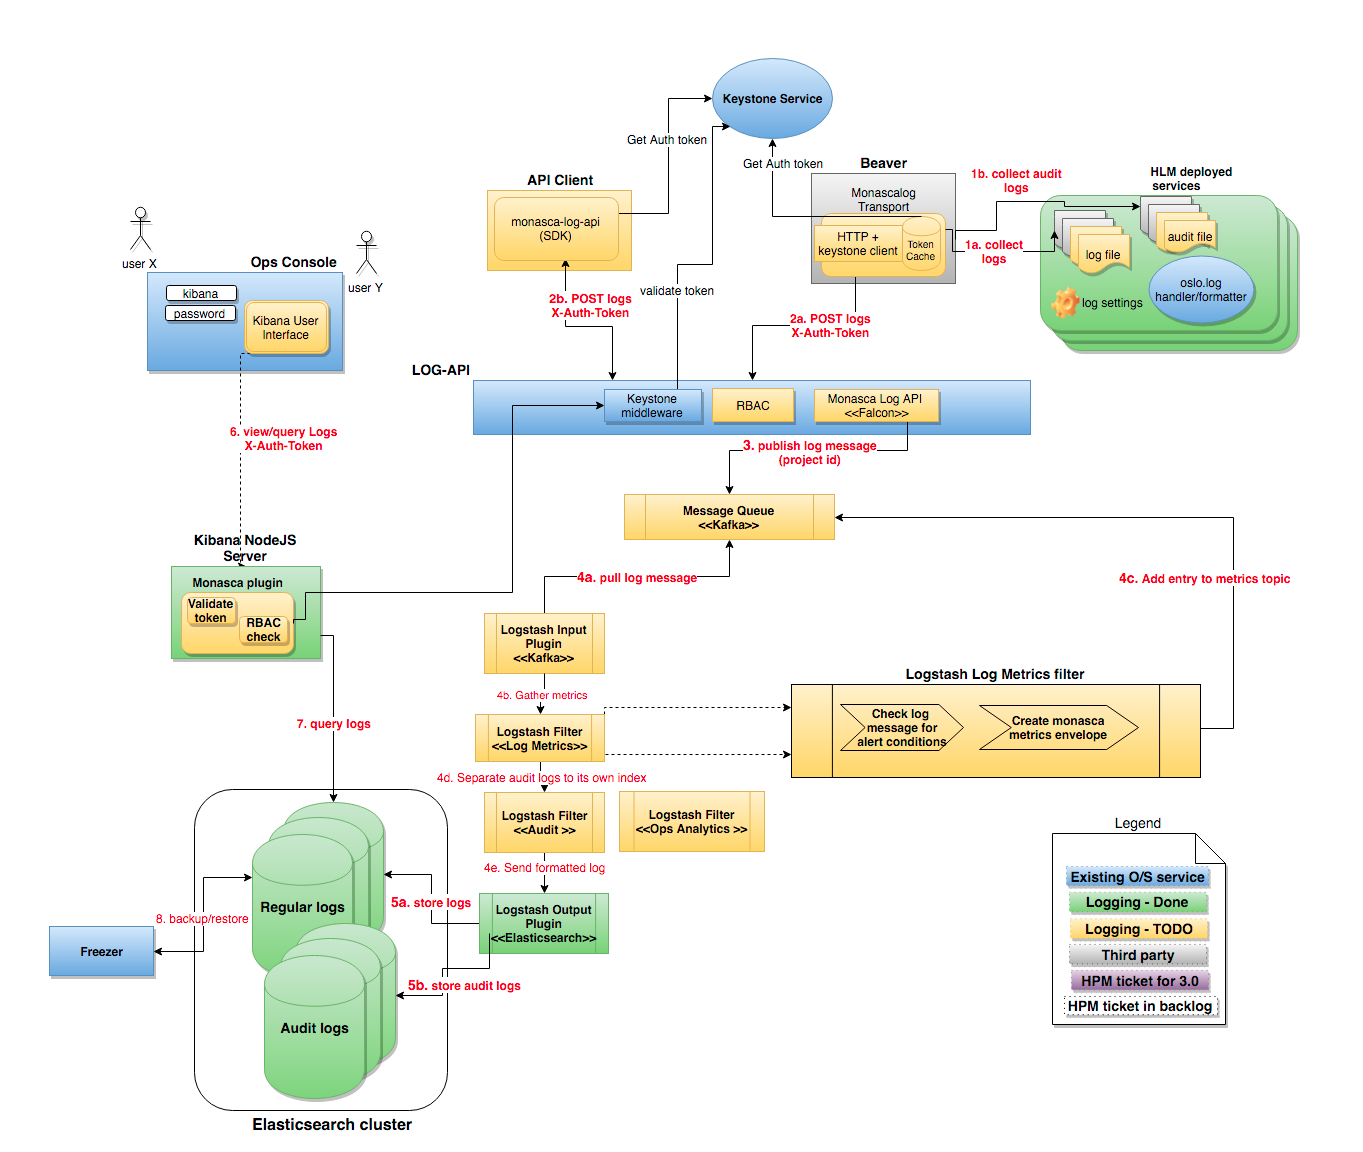 Keystone Service
Get Auth token
Get Auth token
Beaver
Monascalog
Transport
HTTP +
keystone client
Token
Cache
1b. collect audit
logs
1a. collect
logs
HLM deployed
services
audit file
log file
oslo.log
handler/formatter
log settings
API Client
monasca-log-api
(SDK)
user X
user Y
Ops Console
kibana
password
Kibana User
Interface
2b. POST logs
X-Auth-Token
validate token
2a. POST logs
X-Auth-Token
LOG-API
Keystone
middleware
RBAC
Monasca Log API
<<Falcon>>
6. view/query Logs
X-Auth-Token
3. publish log message
(project id)
Message Queue
<<Kafka>>
Kibana NodeJS
Server
Monasca plugin
Validate
token
RBAC
check
4a. pull log message
4c. Add entry to metrics topic
Logstash Input
Plugin
<<Kafka>>
4b. Gather metrics
Logstash Log Metrics filter
Check log
message for
alert conditions
Create monasca
metrics envelope
7. query logs
Logstash Filter
<<Log Metrics>>
4d. Separate audit logs to its own index
Logstash Filter
<<Audit >>
Logstash Filter
<<Ops Analytics >>
4e. Send formatted log
Logstash Output
Plugin
<<Elasticsearch>>
5a. store logs
5b. store audit logs
Regular logs
Audit logs
8. backup/restore
Freezer
Elasticsearch cluster
Legend
Existing O/S service
Logging - Done
Logging - TODO
Third party
HPM ticket for 3.0
HPM ticket in backlog